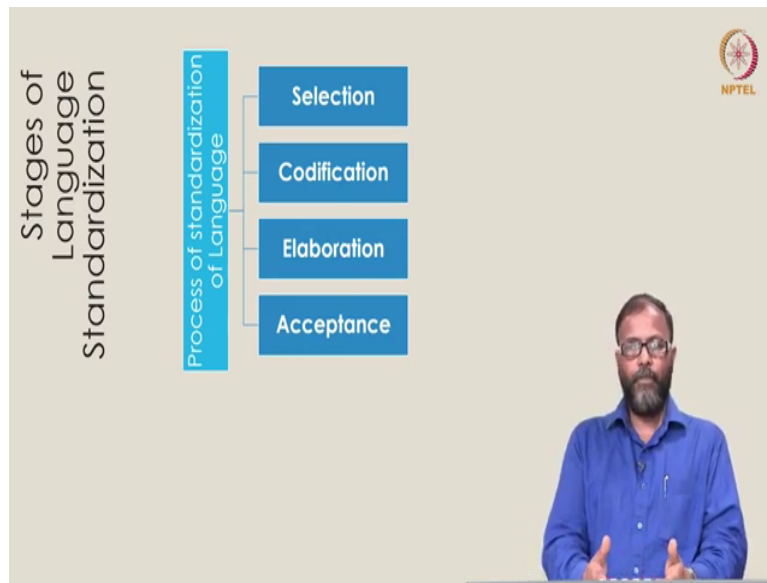 Stages of
Language
Standardization
Process of standardization
of Language
Selection
Codification
Elaboration
Acceptance
NPTEL